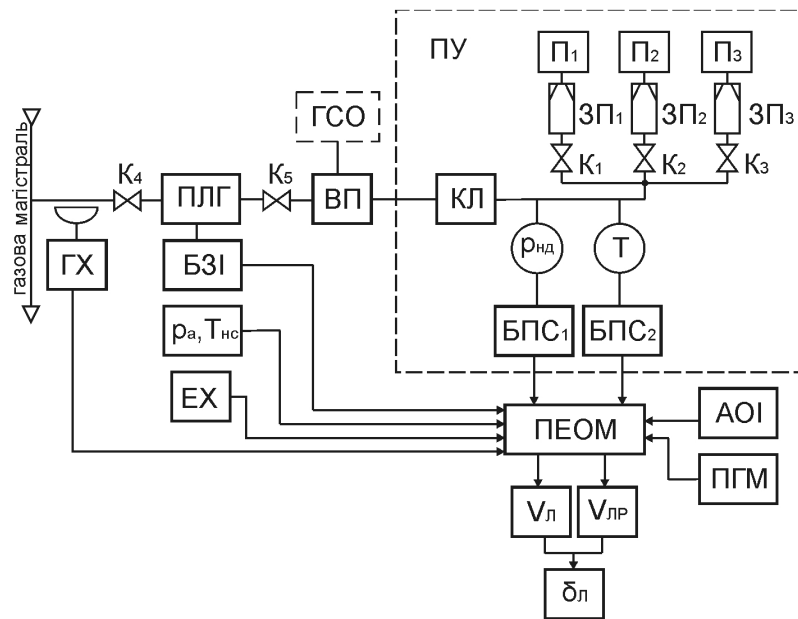 ПУ
П1
П2
П3
ГСО
ЗП1
ЗП2
ЗП3
газова магістраль
К4
К5
К1
К2
К3
ПЛГ
ВП
КЛ
ГХ
БЗІ
pнд
T
pа,Tнс
БПС1
БПС2
ЕХ
ПЕОМ
АОІ
ПГМ
VЛ
VЛР
δЛ